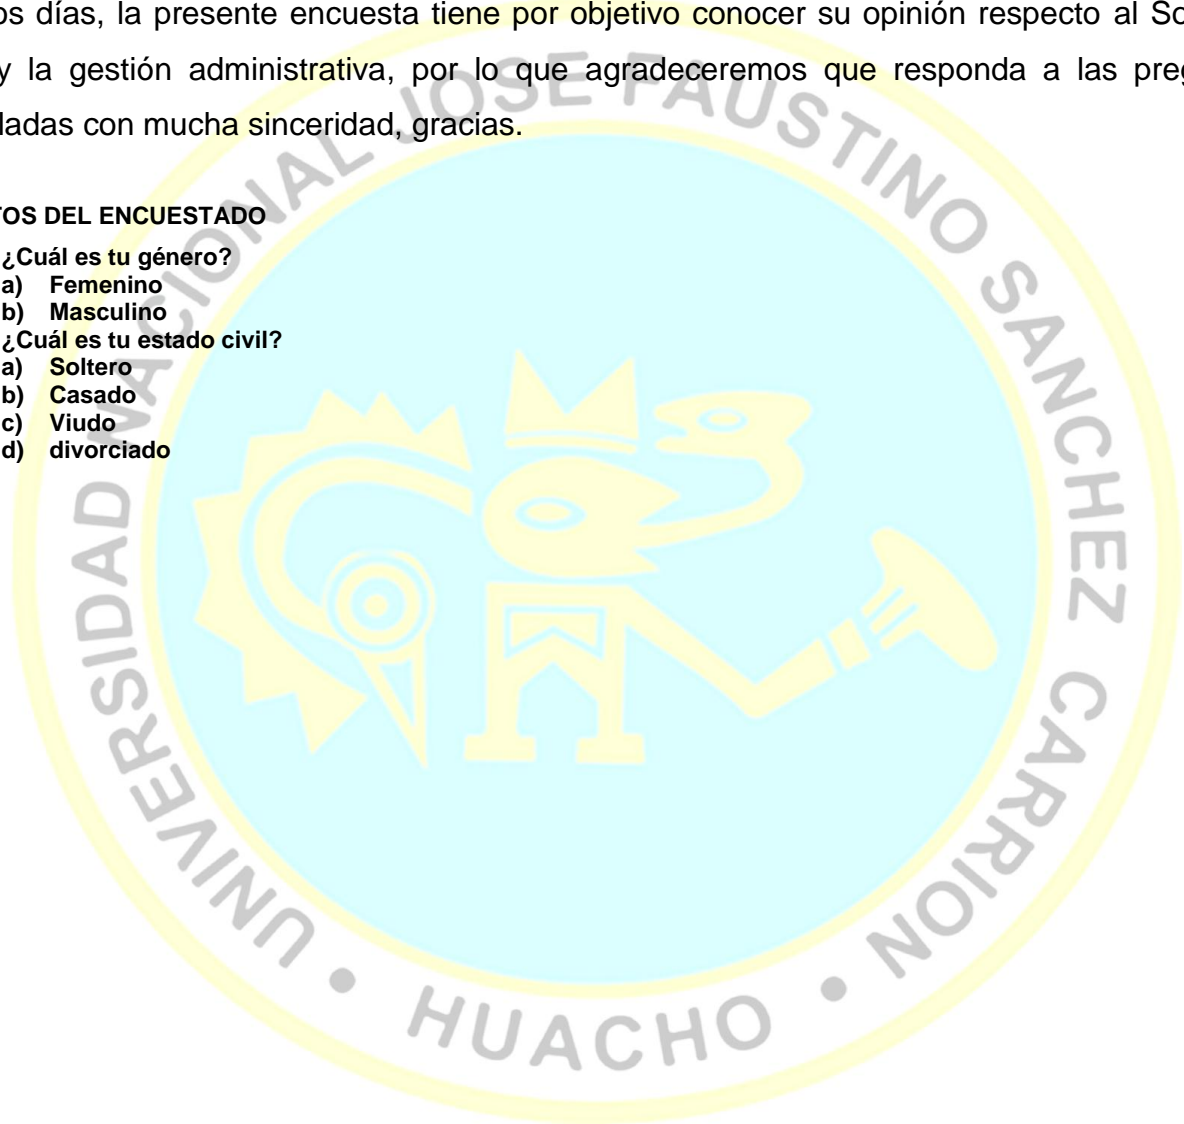 os días, la presente encuesta tiene por objetivo conocer su opinión respecto al So
y la gestión administrativa, por lo que agradeceremos que responda a las preg
ladas con mucha sinceridad, gracias.
TOS DEL ENCUESTADO
¿Cuál es tu género?
a) Femenino
b) Masculino
¿Cuál es tu estado civil?
a) Soltero
b) Casado
c) Viudo
d) divorciado
UNIVERSIDAD NACIONAL JOSE FAUSTINO SANCHEZ CARRION • HUACHO •